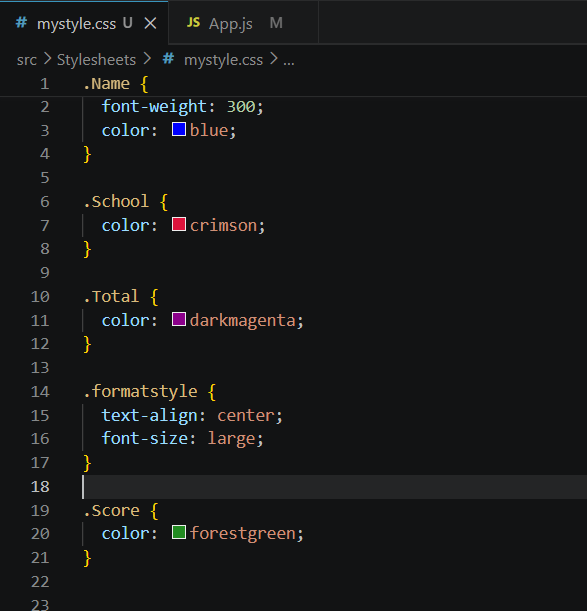 # mystyle.css U ×
JS App.js M
src > Stylesheets > # mystyle.css > ...
1 .Name {
2 font-weight: 300;
3 color: blue;
4 }
5
6 .School {
7 color: crimson;
8 }
9
10 .Total {
11 color: darkmagenta;
12 }
13
14 .formatstyle {
15 text-align: center;
16 font-size: large;
17 }
18
19 .Score {
20 color: forestgreen;
21 }
22
23